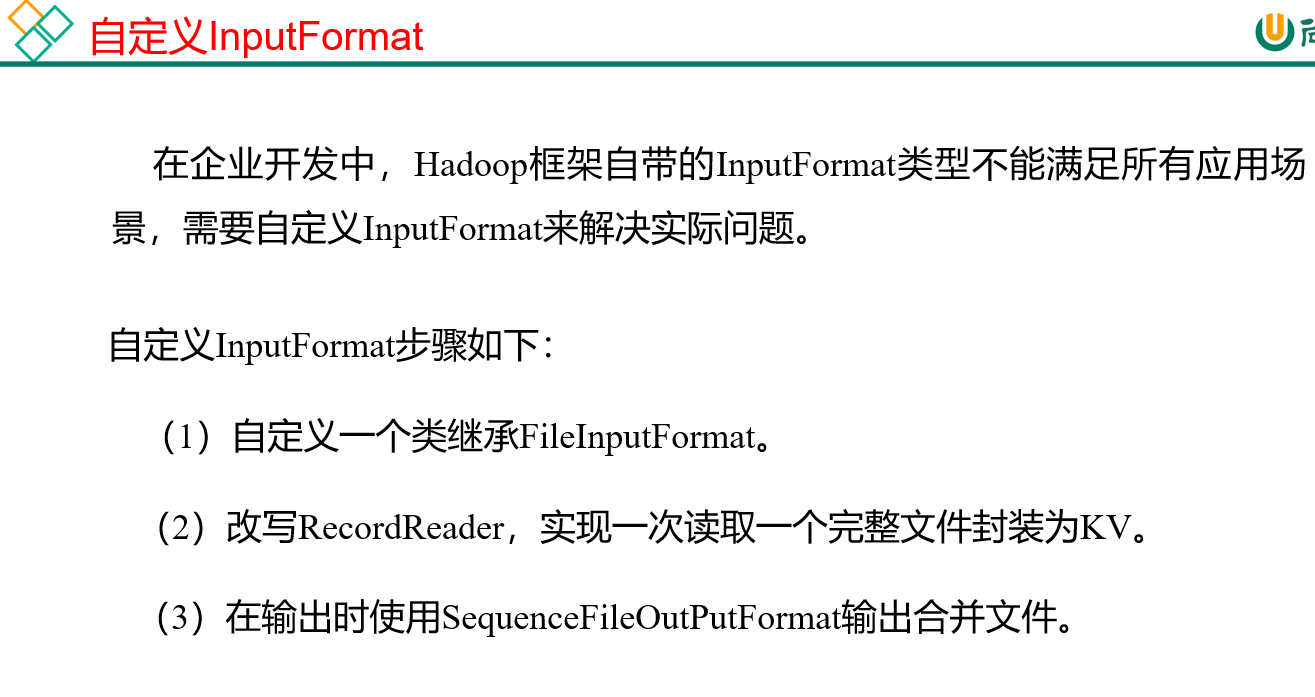 自定义InputFormat
在企业开发中，Hadoop框架自带的InputFormat类型不能满足所有应用场
景，需要自定义InputFormat来解决实际问题。
自定义InputFormat步骤如下：
（1）自定义一个类继承FileInputFormat。
（2）改写RecordReader，实现一次读取一个完整文件封装为KV。
（3）在输出时使用SequenceFileOutPutFormat输出合并文件。